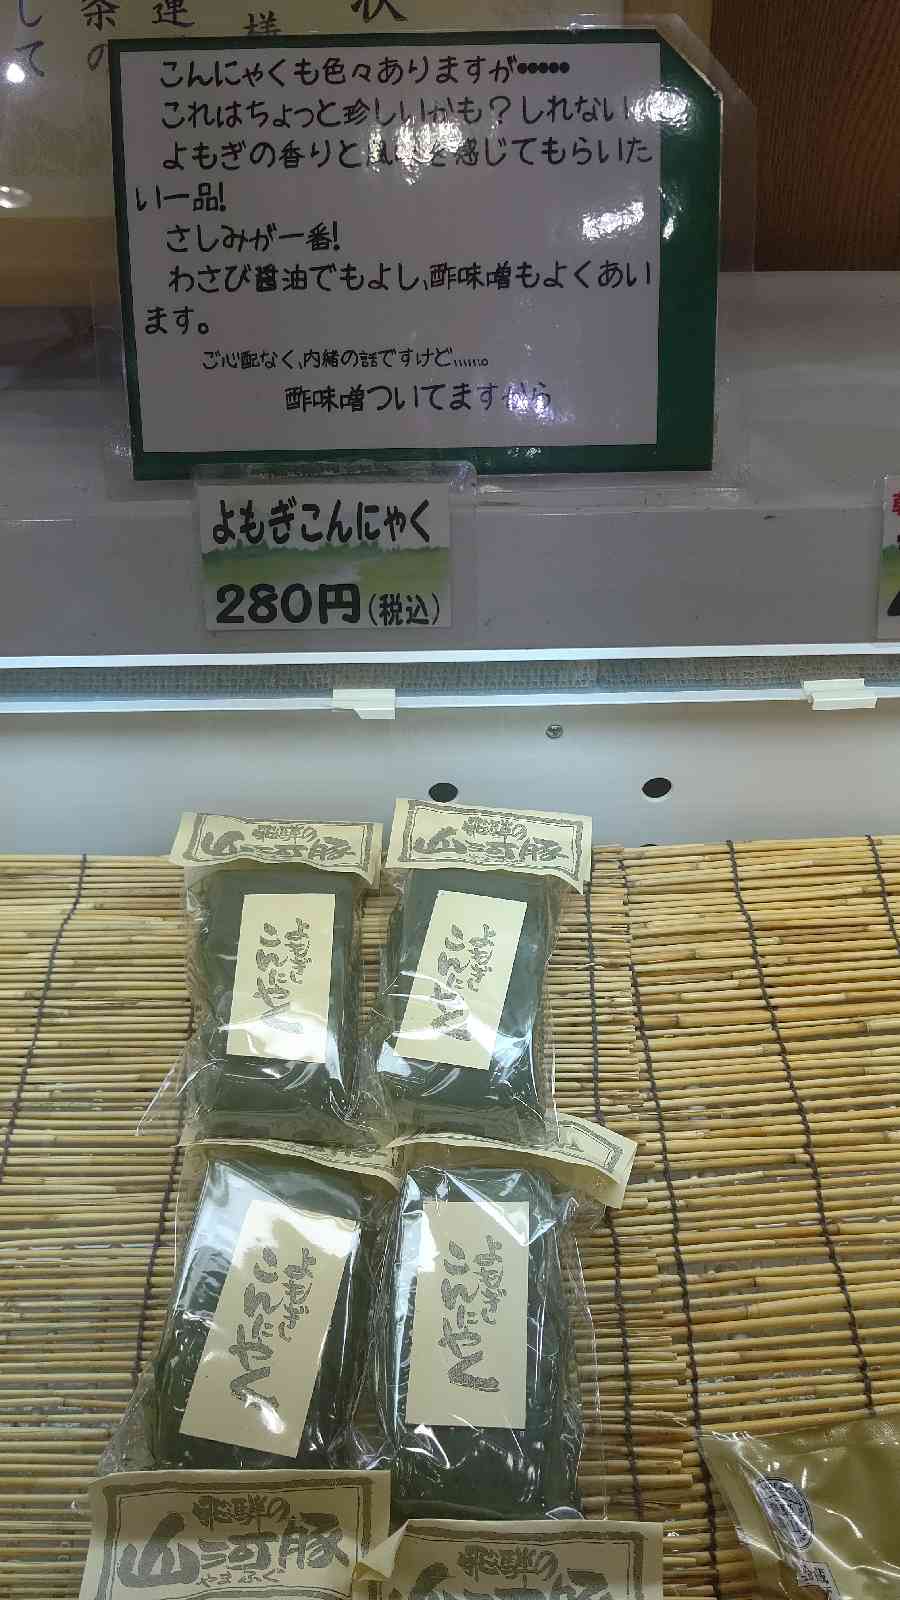 状
様
運
茶の
して
こんにゃくも色々ありますが・・・・・
これはちょっと珍しいかも？しれない
よもぎの香りと風味を感じてもらいた
い一品!
さしみが一番!
わさび醤油でもよし、酢味噌もよくあい
ます。
ご心配なく、内緒の話ですけど……。
酢味噌ついてますから
よもぎこんにゃく
280円(税込)
飛騨の
山河豚
飛騨の
山河豚
よもぎ
こんにゃく
よもぎ
こんにゃく
よもぎ
こんにゃく
よもぎ
こんにゃく
飛騨の
山河豚
やまふぐ
飛騨の